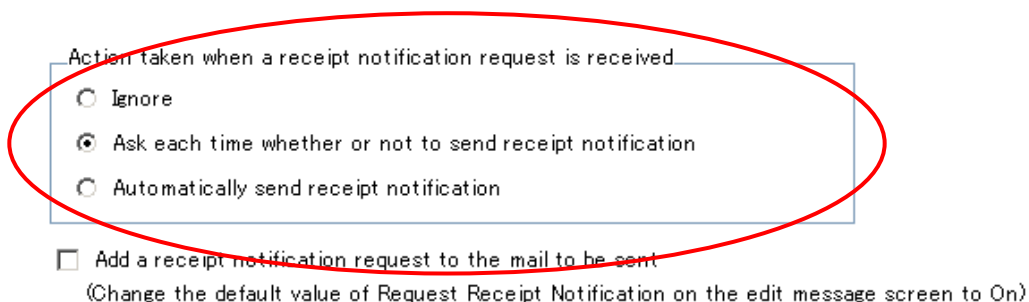 Action taken when a receipt notification request is received
Ignore
Ask each time whether or not to send receipt notification
Automatically send receipt notification
Add a receipt notification request to the mail to be sent
(Change the default value of Request Receipt Notification on the edit message screen to On)